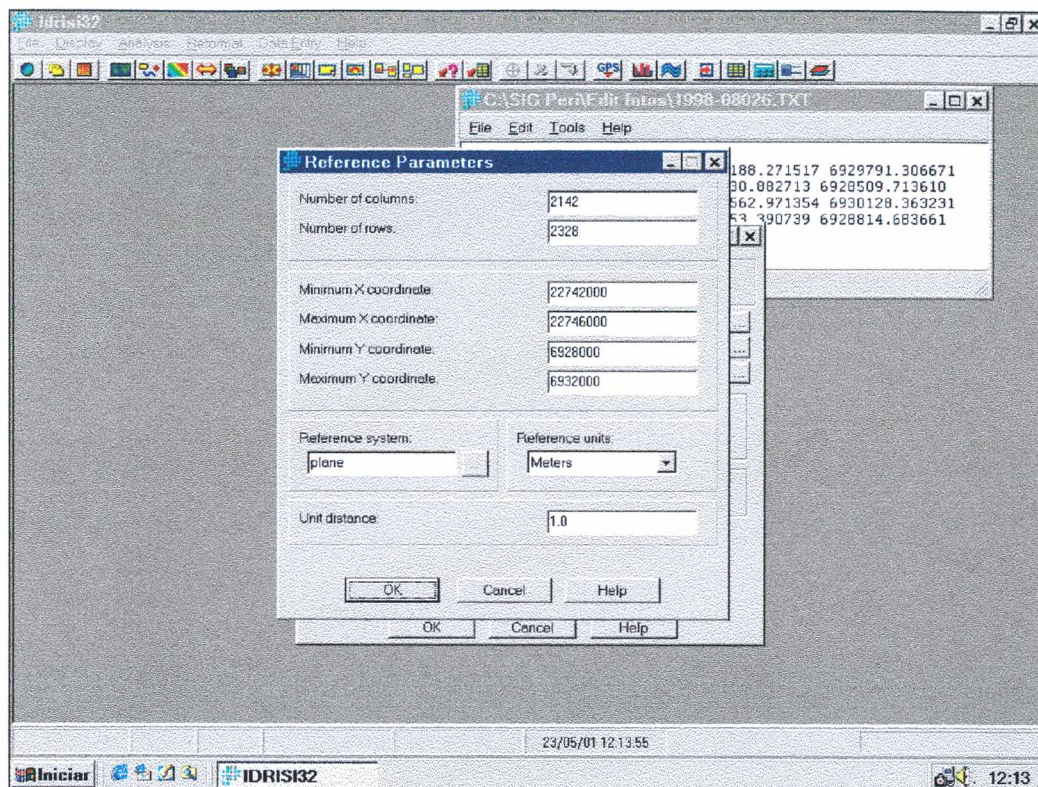 Idrisi32
File Display Analysis Reformat Data Entry Help
GPS
C:\SIG Peri\Edit fotos\1998-08026.TXT
File Edit Tools Help
188.271517 6929791.306671
30.882713 6928509.713610
562.971354 6930128.363231
53.390739 6928814.683661
Reference Parameters
Number of columns: 2142
Number of rows: 2328
Minimum X coordinate: 22742000
Maximum X coordinate: 22746000
Minimum Y coordinate: 6928000
Maximum Y coordinate: 6932000
Reference system: Reference units:
plane ... Meters
Unit distance: 1.0
OK Cancel Help
OK Cancel Help
23/05/01 12:13:55
Iniciar IDRISI32 12:13